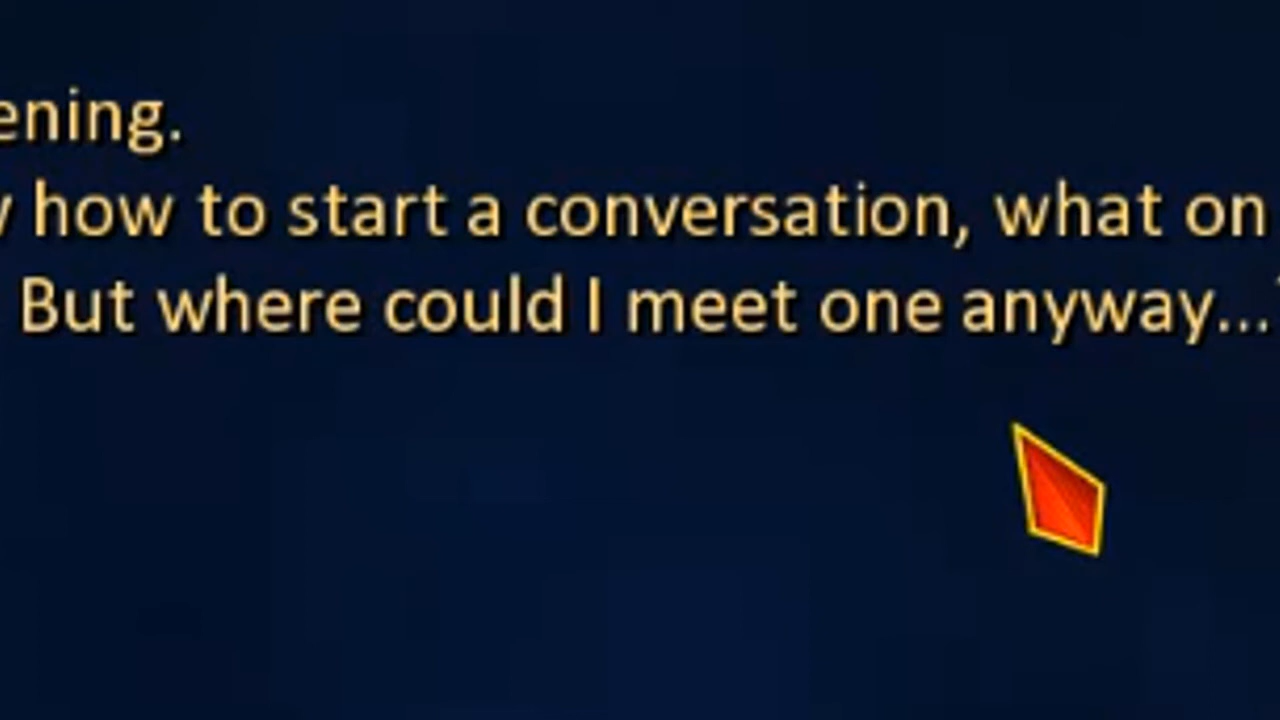 ening.
how to start a conversation, what on
But where could I meet one anyway...